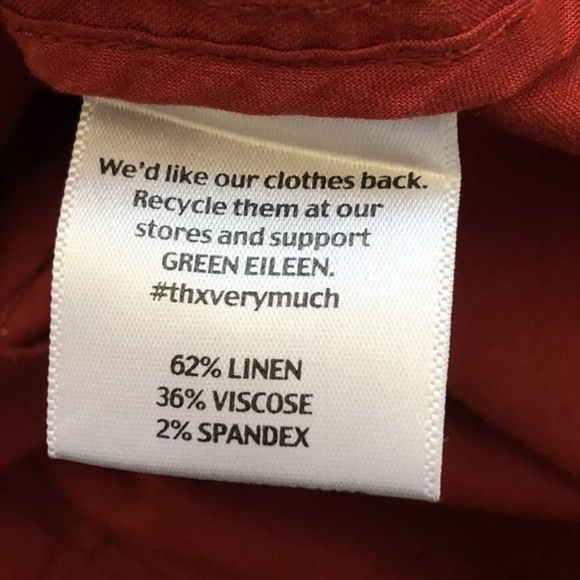 We'd like our clothes back.
Recycle them at our
stores and support
GREEN EILEEN.
#thxverymuch
62% LINEN
36% VISCOSE
2% SPANDEX